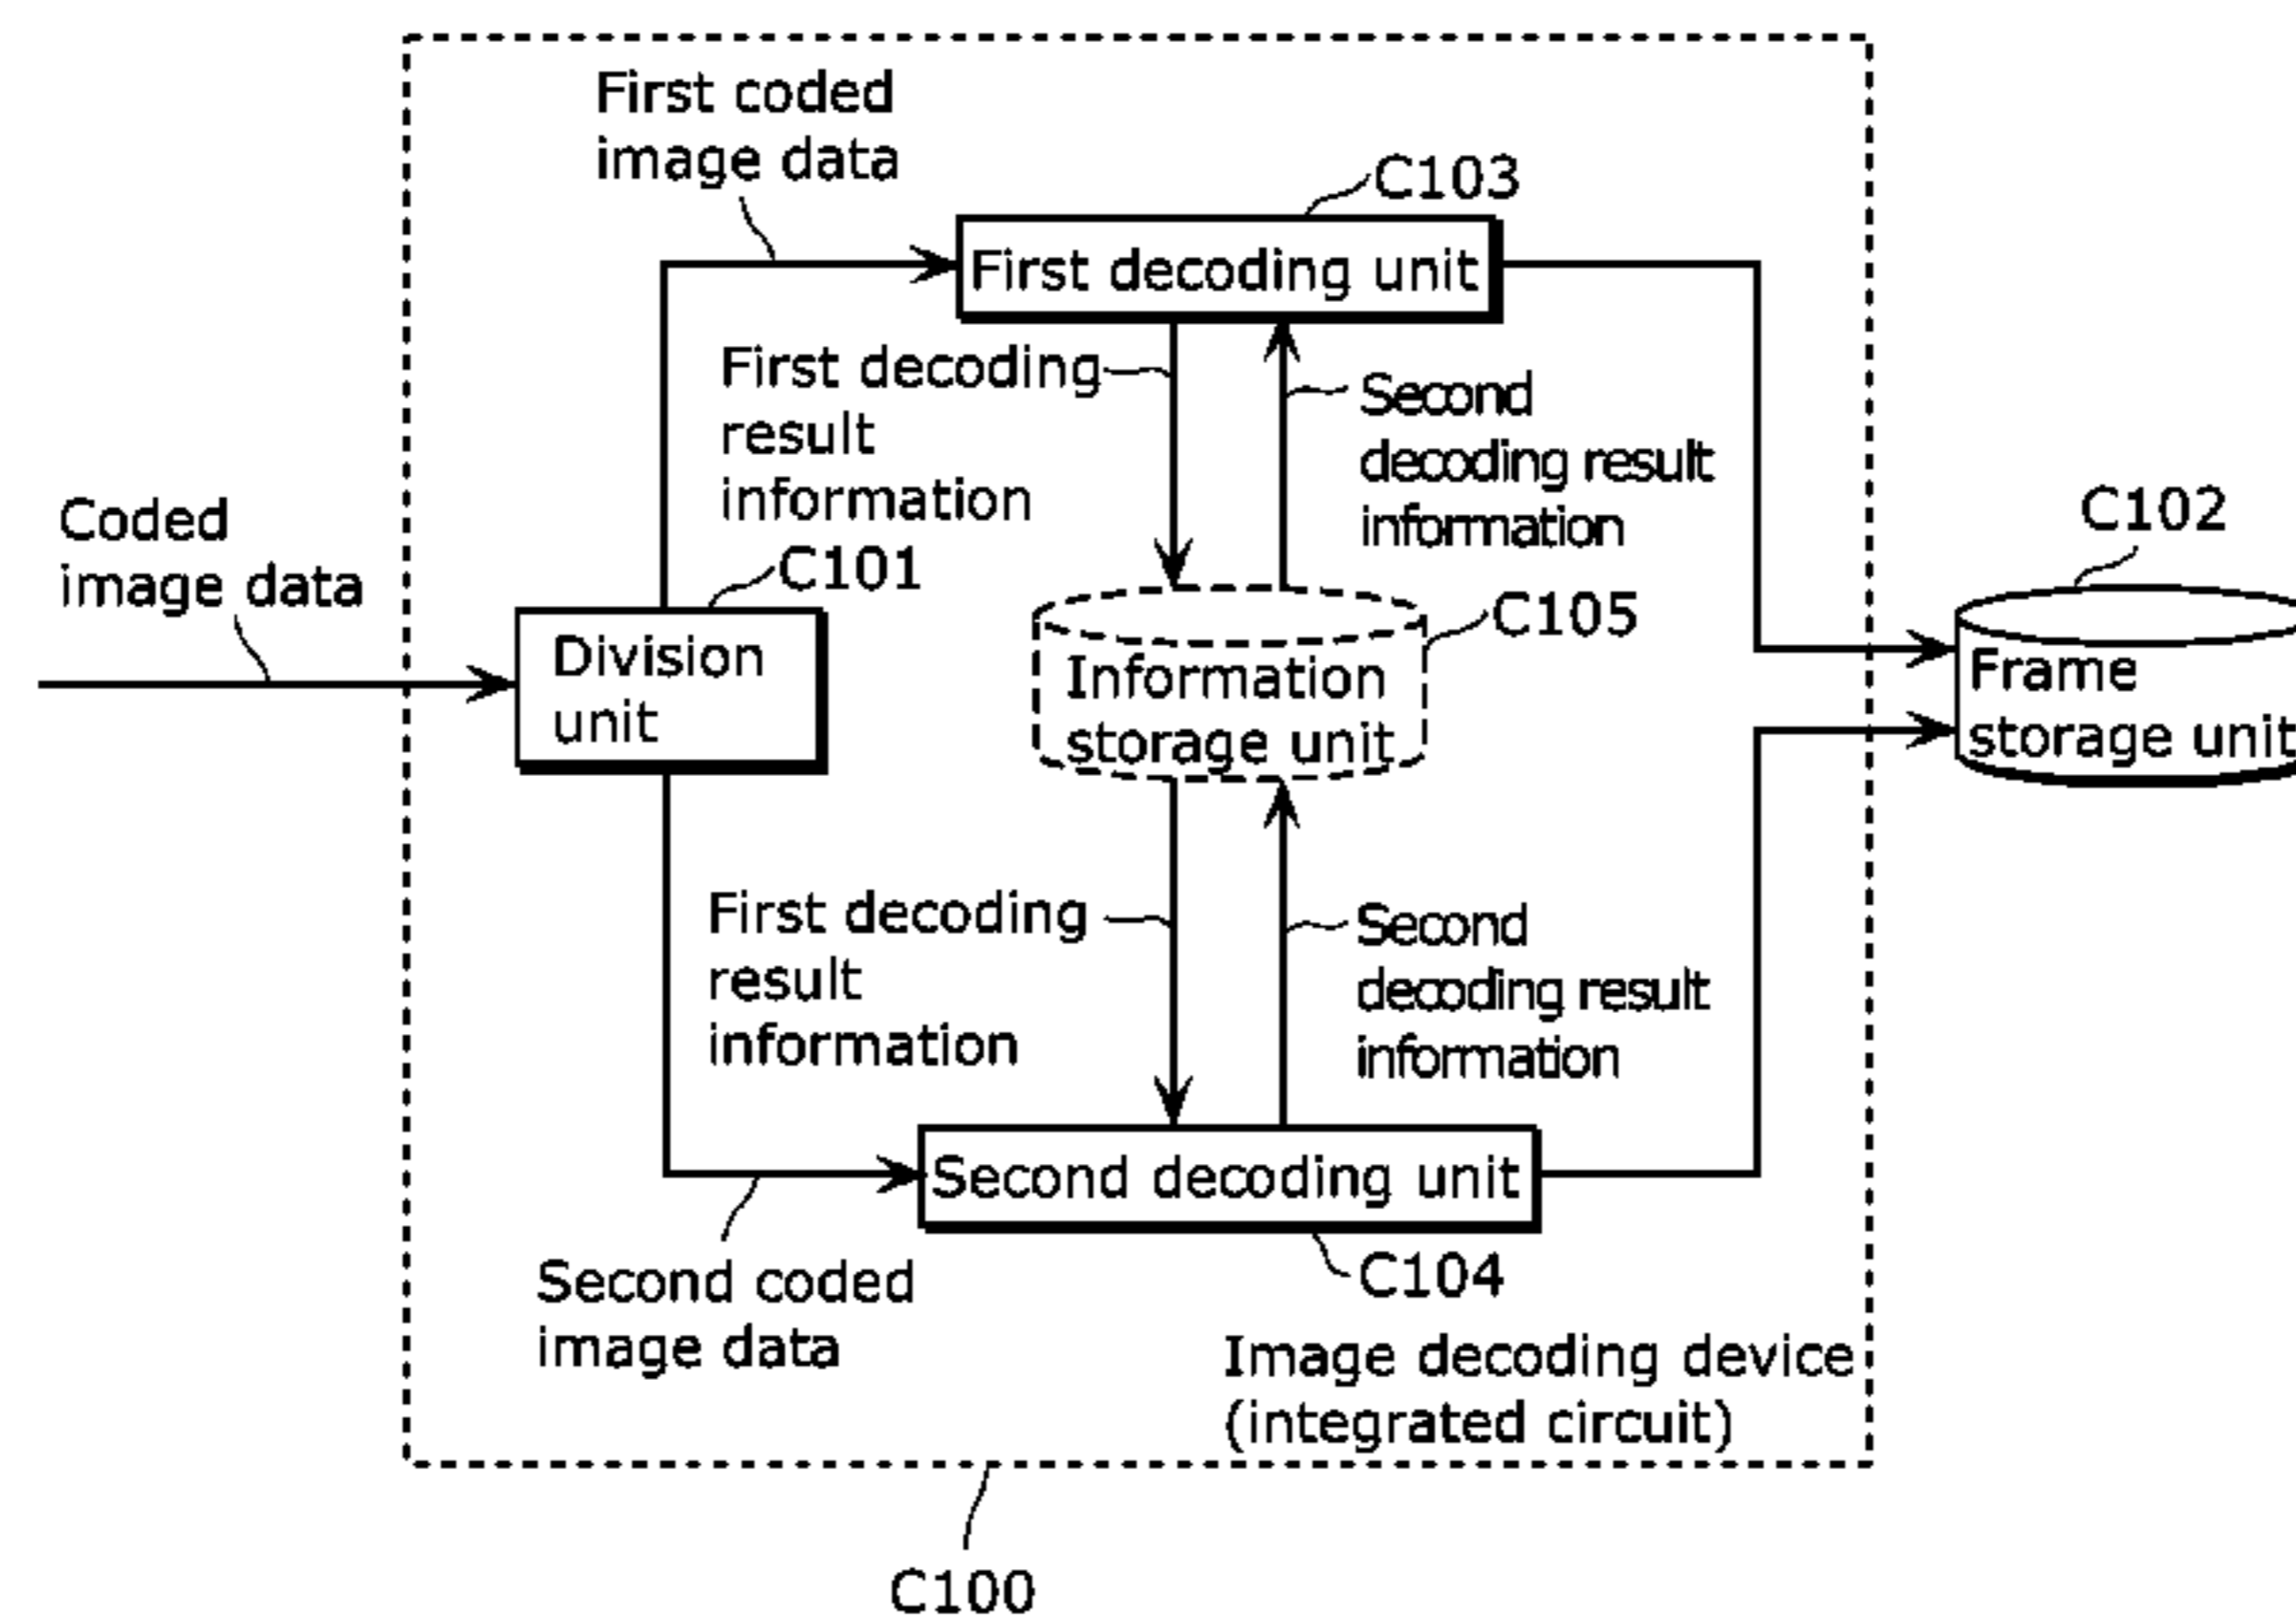 First coded
image data
C103
First decoding unit
First decoding
result
information
Second
decoding result
information
Coded
image data
C101
Division
unit
C105
Information
storage unit
C102
Frame
storage unit
First decoding
result
information
Second
decoding result
information
Second decoding unit
C104
Second coded
image data
Image decoding device
(integrated circuit)
C100